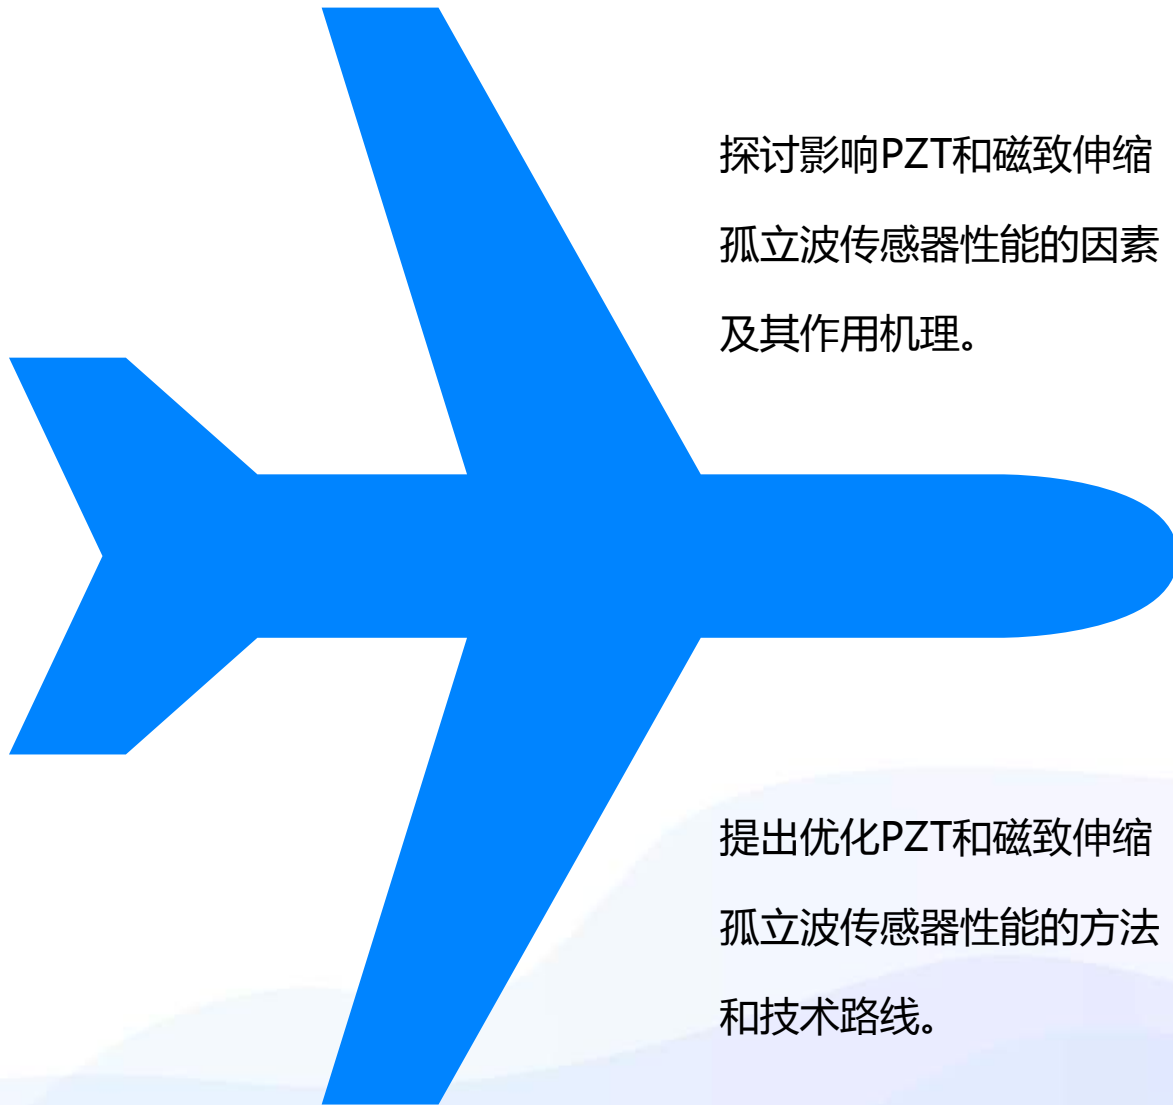 探讨影响PZT和磁致伸缩
孤立波传感器性能的因素
及其作用机理。
提出优化PZT和磁致伸缩
孤立波传感器性能的方法
和技术路线。